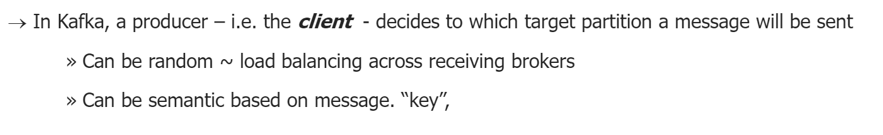 → In Kafka, a producer – i.e. the client - decides to which target partition a message will be sent
» Can be random ~ load balancing across receiving brokers
» Can be semantic based on message. “key”,